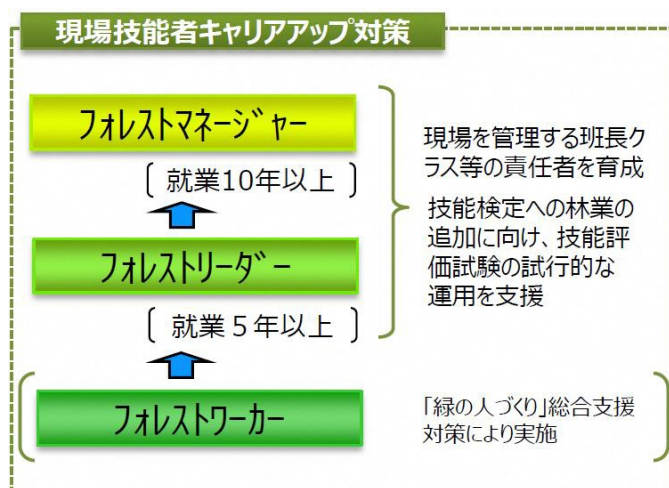 現場技能者キャリアアップ対策
フォレストマネージャー
〔 就業10年以上 〕
フォレストリーダー
〔 就業５年以上 〕
フォレストワーカー
現場を管理する班長ク
ラス等の責任者を育成
技能検定への林業の
追加に向け、技能評
価試験の試行的な
運用を支援
「緑の人づくり」総合支援
対策により実施